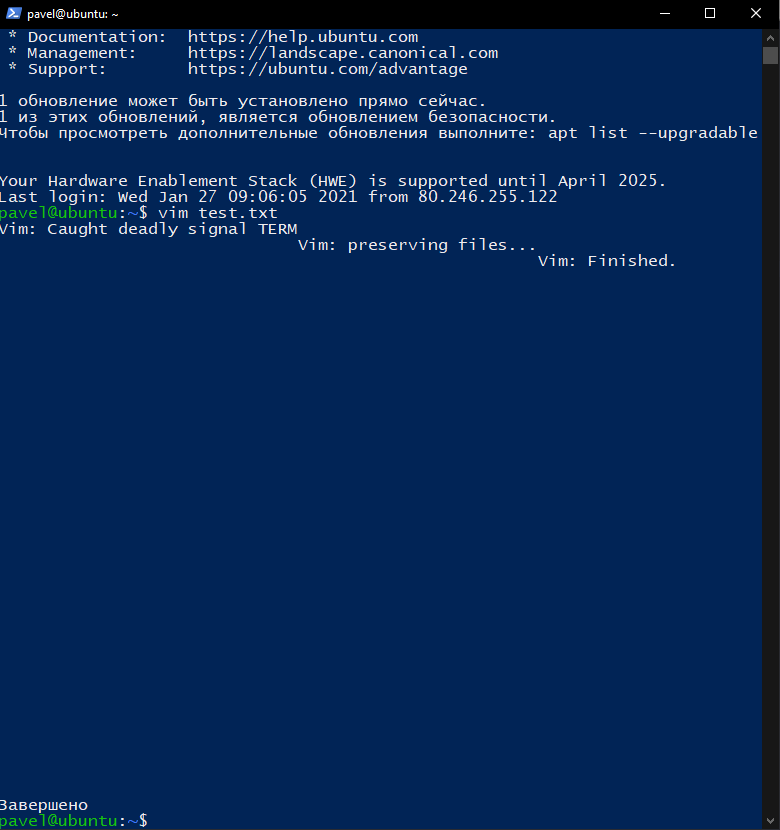 pavel@ubuntu: ~
* Documentation: https://help.ubuntu.com
* Management: https://landscape.canonical.com
* Support: https://ubuntu.com/advantage
1 обновление может быть установлено прямо сейчас.
1 из этих обновлений, является обновлением безопасности.
Чтобы просмотреть дополнительные обновления выполните: apt list --upgradable
Your Hardware Enablement Stack (HWE) is supported until April 2025.
Last login: Wed Jan 27 09:06:05 2021 from 80.246.255.122
pavel@ubuntu:~$ vim test.txt
Vim: Caught deadly signal TERM
Vim: preserving files...
Vim: Finished.
Завершено
pavel@ubuntu:~$